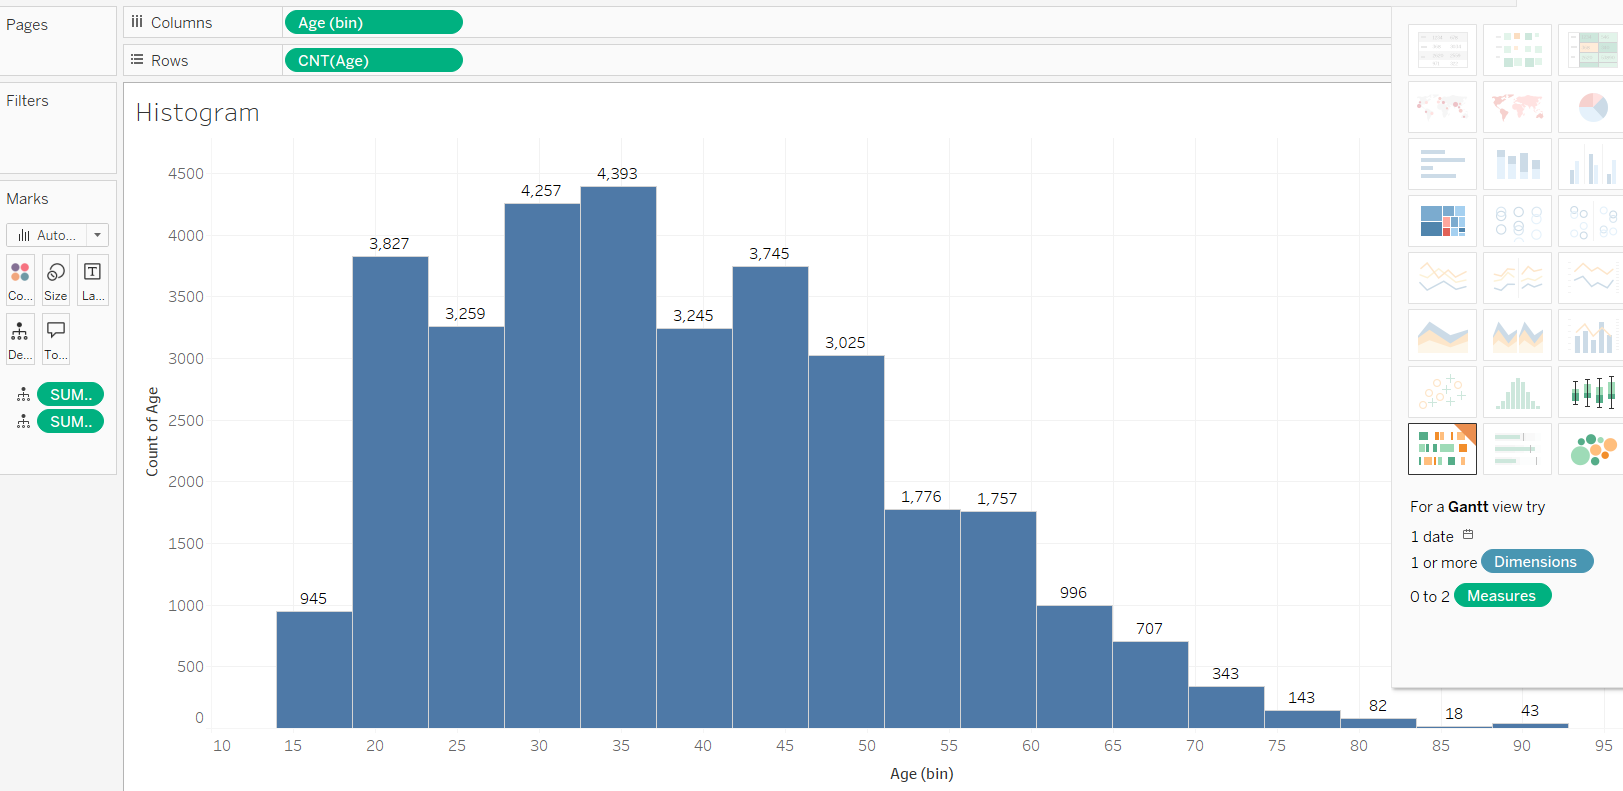 Pages
Columns
Age (bin)
Rows
CNT(Age)
Filters
Marks
Auto...
Co...
Size
La...
De...
To...
SUM..
SUM..
Histogram
4500
4000
3500
3000
2500
2000
1500
1000
500
0
Count of Age
945
3,827
3,259
4,257
4,393
3,245
3,745
3,025
1,776
1,757
996
707
343
143
82
18
43
10 15 20 25 30 35 40 45 50 55 60 65 70 75 80 85 90 95
Age (bin)
For a Gantt view try
1 date
1 or more Dimensions
0 to 2 Measures